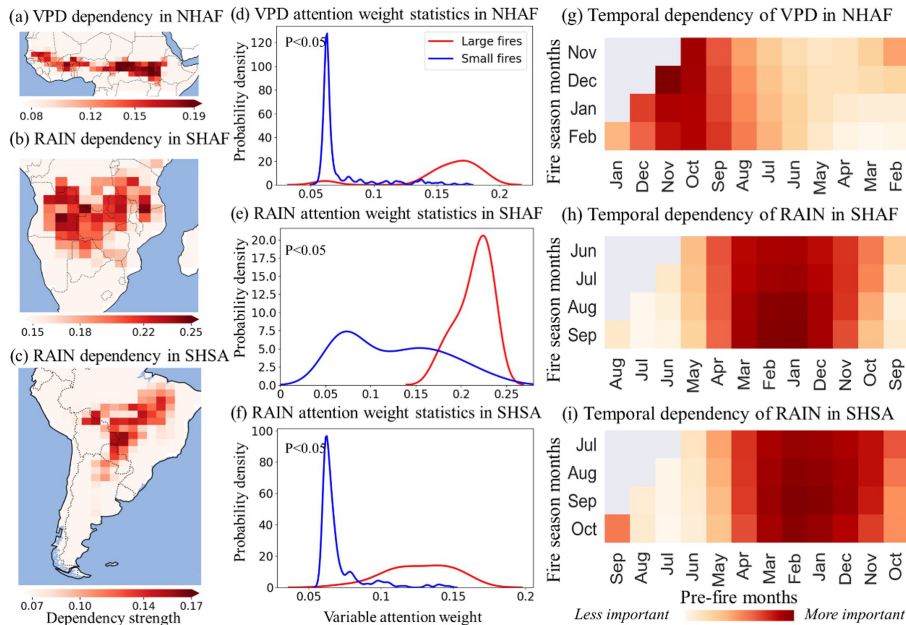 (a) VPD dependency in NHAF
0.08 0.12 0.15 0.19
(b) RAIN dependency in SHAF
0.15 0.18 0.22 0.25
(c) RAIN dependency in SHSA
0.07 0.10 0.14 0.17
Dependency strength
(d) VPD attention weight statistics in NHAF
P<0.05
Large fires
Small fires
Probability density
120
100
80
60
40
20
0
0.05 0.1 0.15 0.2
(e) RAIN attention weight statistics in SHAF
P<0.05
Probability density
20.0
17.5
15.0
12.5
10.0
7.5
5.0
2.5
0.0
0 0.05 0.1 0.15 0.2 0.25
(f) RAIN attention weight statistics in SHSA
P<0.05
Probability density
100
80
60
40
20
0
0.05 0.1 0.15 0.2
Variable attention weight
(g) Temporal dependency of VPD in NHAF
Fire season months
Nov
Dec
Jan
Feb
Jan Dec Nov Oct Sep Aug Jul Jun May Apr Mar Feb
(h) Temporal dependency of RAIN in SHAF
Fire season months
Jun
Jul
Aug
Sep
Aug Jul Jun May Apr Mar Feb Jan Dec Nov Oct Sep
(i) Temporal dependency of RAIN in SHSA
Fire season months
Jul
Aug
Sep
Oct
Sep Aug Jul Jun May Apr Mar Feb Jan Dec Nov Oct
Pre-fire months
Less important More important